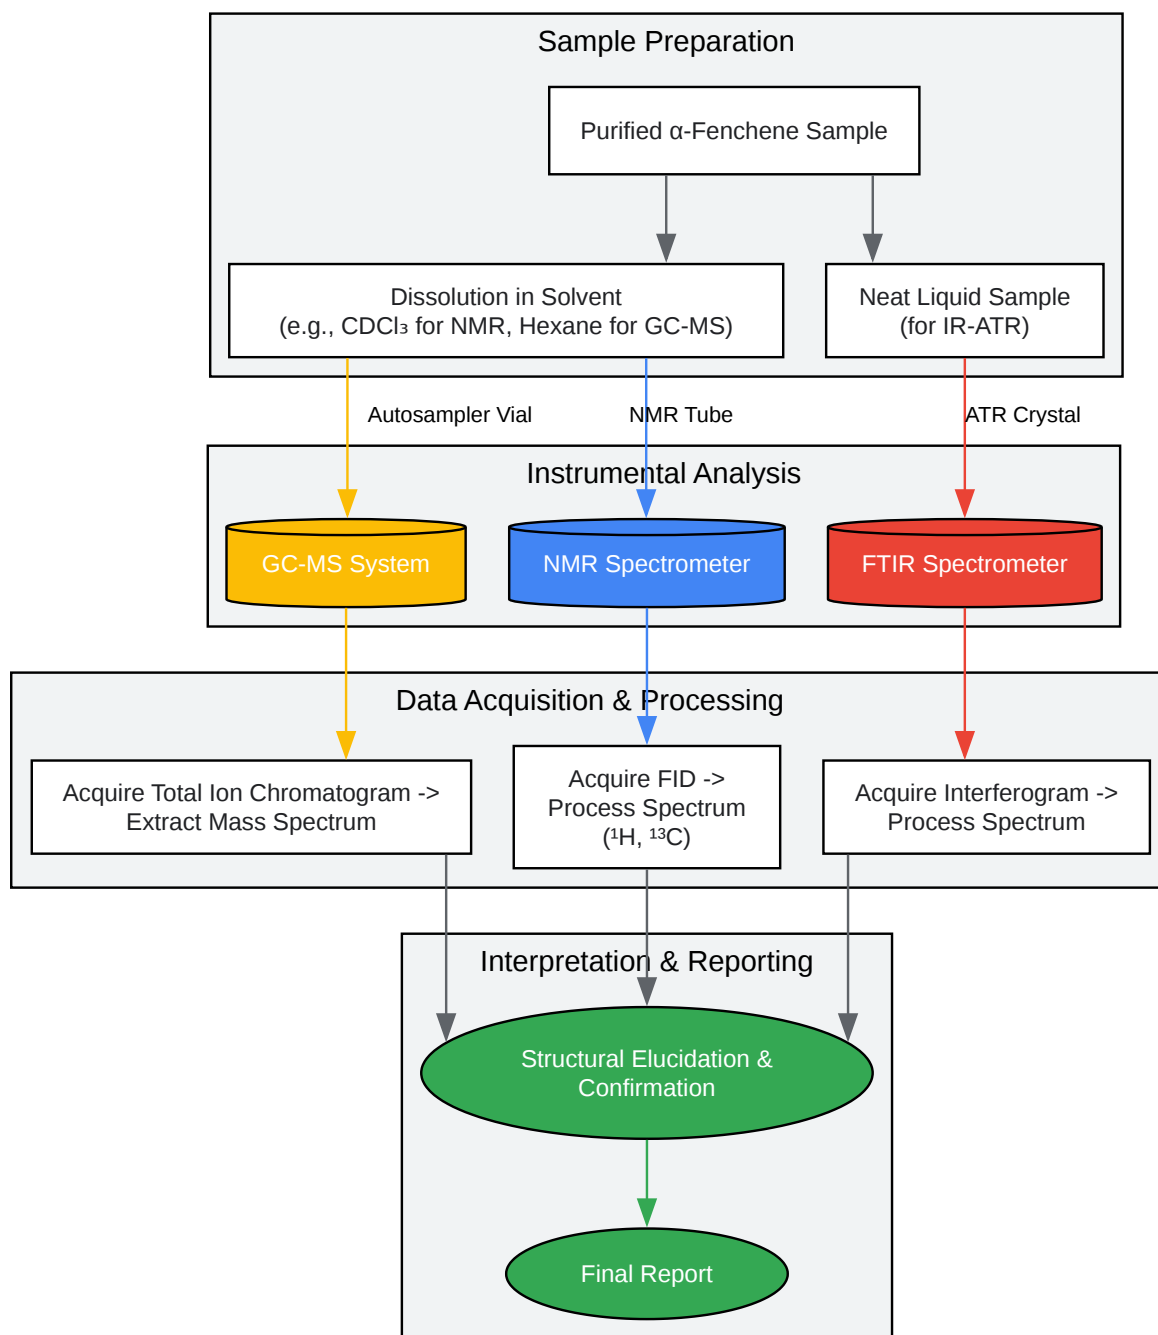 Sample Preparation
Purified α-Fenchene Sample
Dissolution in Solvent
(e.g., CDCl₃ for NMR, Hexane for GC-MS)
Neat Liquid Sample
(for IR-ATR)
Autosampler Vial
NMR Tube
ATR Crystal
Instrumental Analysis
GC-MS System
NMR Spectrometer
FTIR Spectrometer
Data Acquisition & Processing
Acquire Total Ion Chromatogram ->
Extract Mass Spectrum
Acquire FID ->
Process Spectrum
(¹H, ¹³C)
Acquire Interferogram ->
Process Spectrum
Interpretation & Reporting
Structural Elucidation &
Confirmation
Final Report